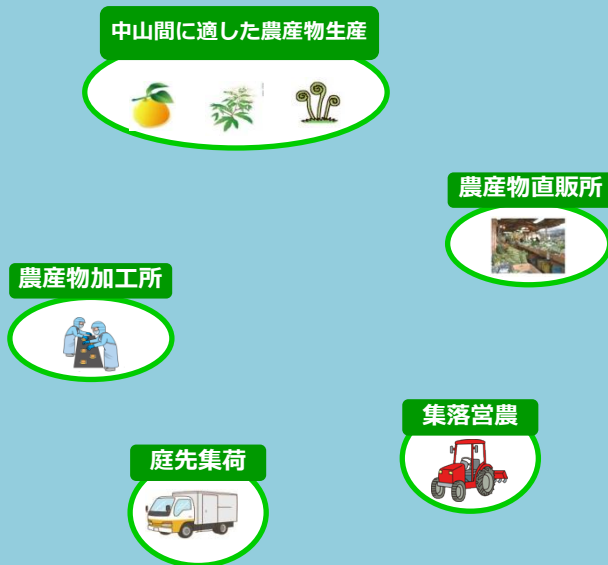 中山間に適した農産物生産
農産物直販所
農産物加工所
集落営農
庭先集荷